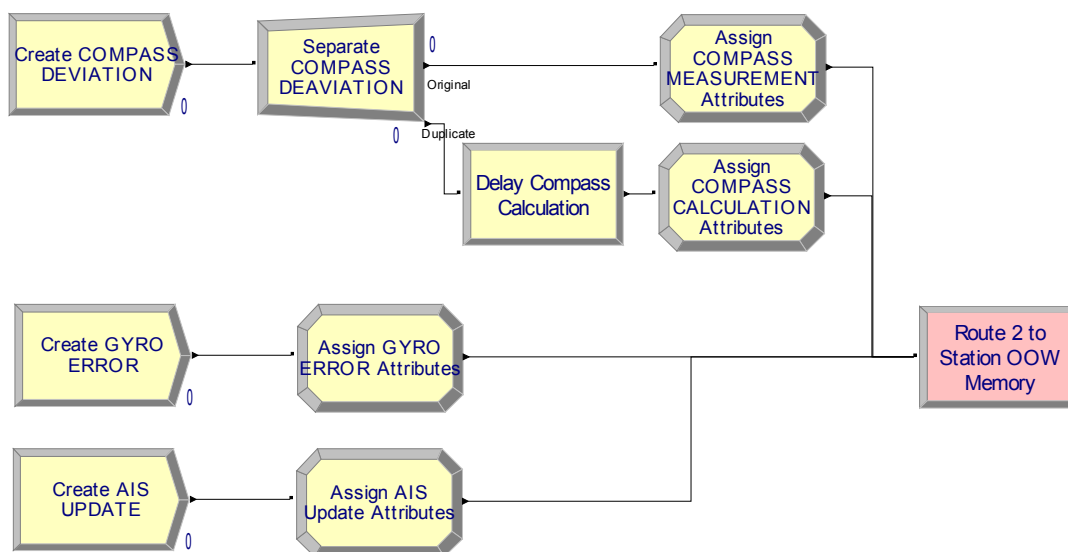 Create COMPASS
DEVIATION
0
Separate
COMPASS
DEAVIATION
0
Original
0
Duplicate
Assign
COMPASS
MEASUREMENT
Attributes
Delay Compass
Calculation
Assign
COMPASS
CALCULATION
Attributes
Create GYRO
ERROR
0
Assign GYRO
ERROR Attributes
Route 2 to
Station OOW
Memory
Create AIS
UPDATE
0
Assign AIS
Update Attributes